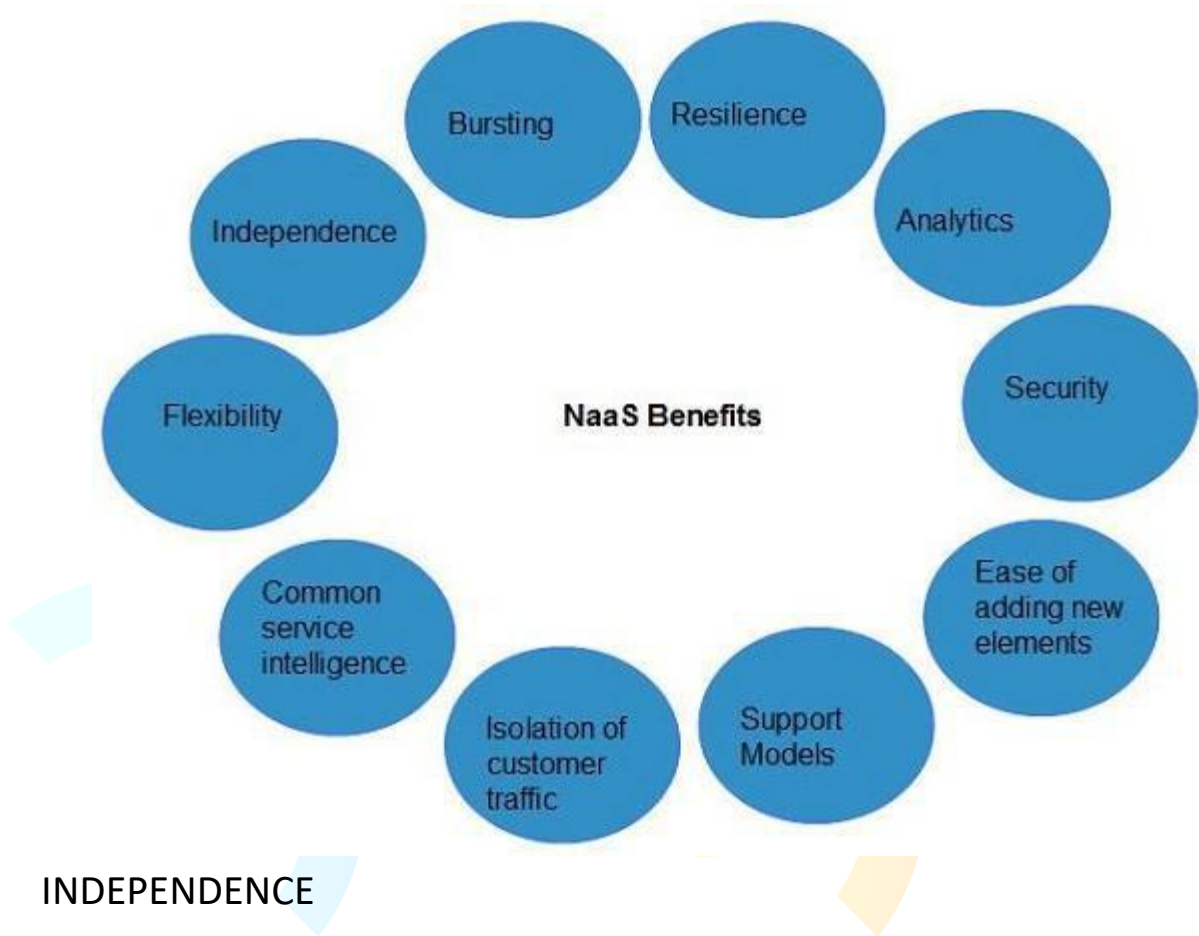 Bursting
Resilience
Independence
Analytics
Flexibility
NaaS Benefits
Security
Common
service
intelligence
Ease of
adding new
elements
Isolation of
customer
traffic
Support
Models
INDEPENDENCE